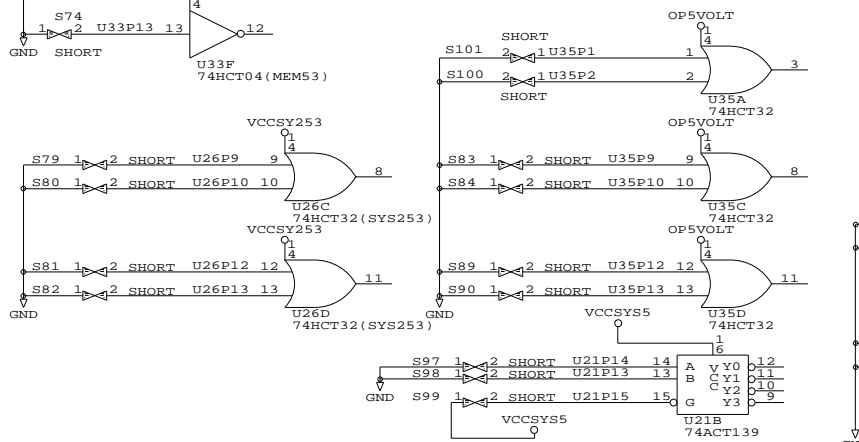 4
S74
1 2 U33P13 13 12
GND SHORT
U33F
74HCT04(MEM53)
OP5VOLT
SHORT
1
4
S101 2 1 U35P1 1
3
S100 2 1 U35P2 2
SHORT
U35A
74HCT32
VCCSY253
1
4
S79 1 2 SHORT U26P9 9
8
S80 1 2 SHORT U26P10 10
U26C
74HCT32(SYS253)
OP5VOLT
1
4
S83 1 2 SHORT U35P9 9
8
S84 1 2 SHORT U35P10 10
U35C
74HCT32
VCCSY253
1
4
S81 1 2 SHORT U26P12 12
11
S82 1 2 SHORT U26P13 13
GND
U26D
74HCT32(SYS253)
OP5VOLT
1
4
S89 1 2 SHORT U35P12 12
11
S90 1 2 SHORT U35P13 13
GND
U35D
74HCT32
VCCSYS5
1
6
S97 1 2 SHORT U21P14 14 A VCC Y0 12
S98 1 2 SHORT U21P13 13 B Y1 11
Y2 10
GND
S99 1 2 SHORT U21P15 15 G Y3 9
VCCSYS5
U21B
74ACT139